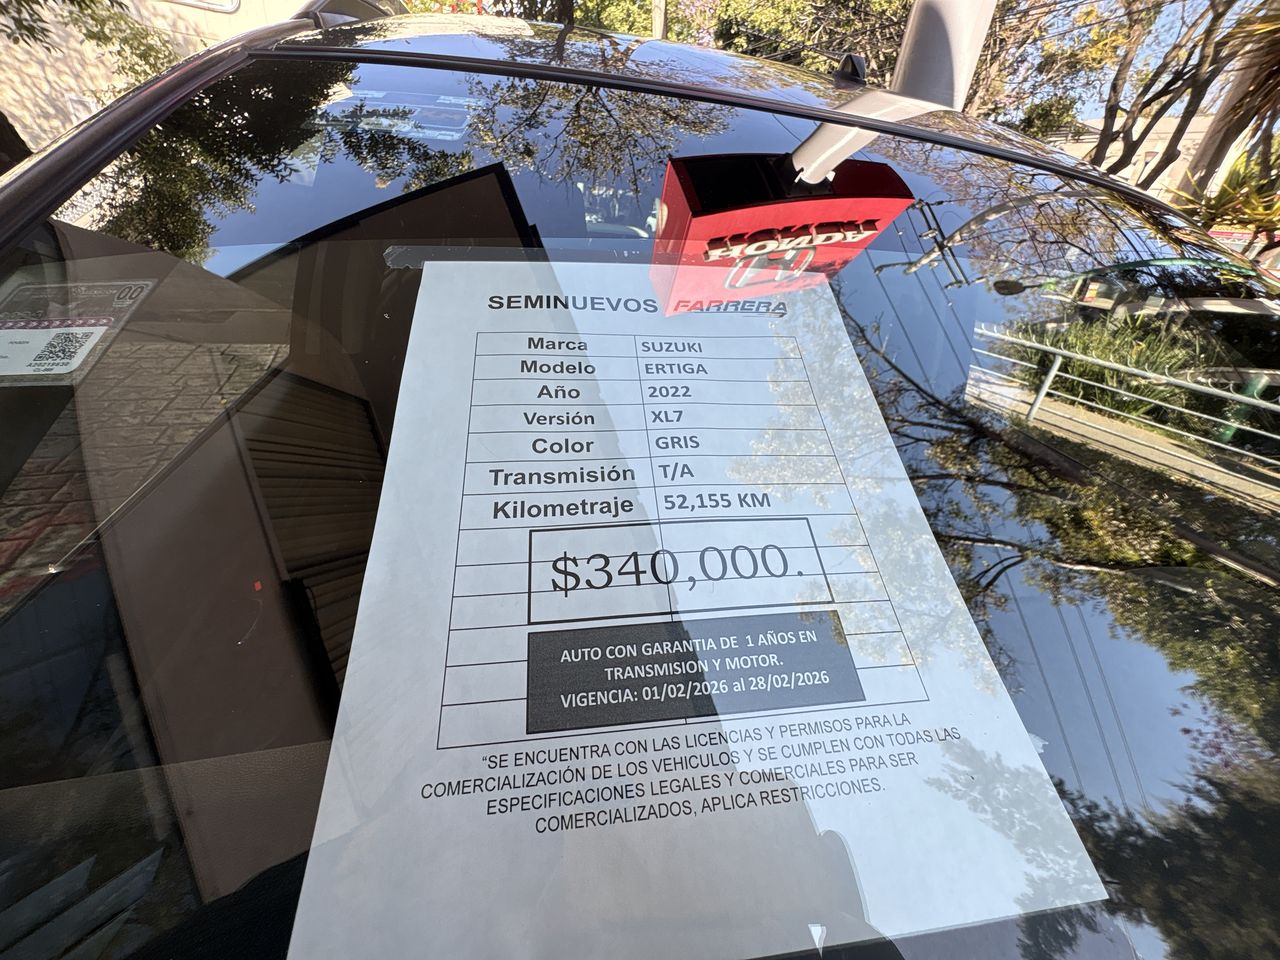 HONDA
SEMINUEVOS FARRERA
Marca SUZUKI
Modelo ERTIGA
Año 2022
Versión XL7
Color GRIS
Transmisión T/A
Kilometraje 52,155 KM
$340,000.
AUTO CON GARANTIA DE 1 AÑOS EN
TRANSMISION Y MOTOR.
VIGENCIA: 01/02/2026 al 28/02/2026
“SE ENCUENTRA CON LAS LICENCIAS Y PERMISOS PARA LA
COMERCIALIZACIÓN DE LOS VEHICULOS Y SE CUMPLEN CON TODAS LAS
ESPECIFICACIONES LEGALES Y COMERCIALES PARA SER
COMERCIALIZADOS, APLICA RESTRICCIONES.